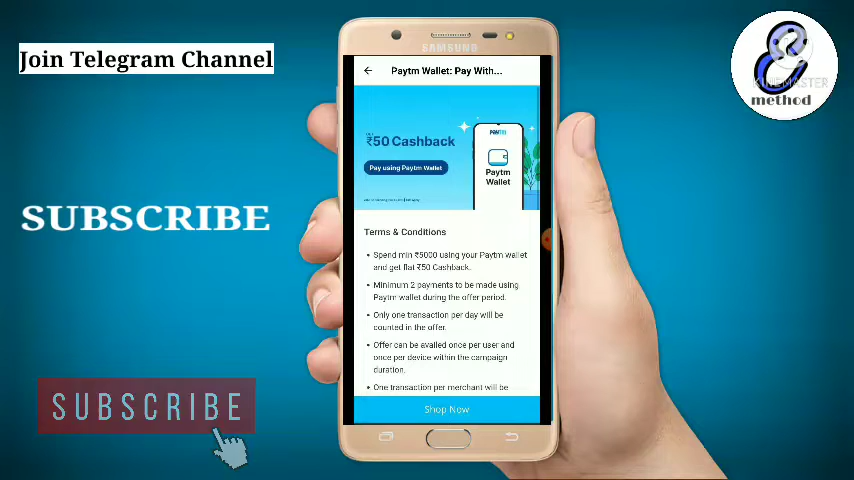 Join Telegram Channel
SUBSCRIBE
SUBSCRIBE
SAMSUNG
Paytm Wallet: Pay With...
₹50 Cashback
Pay using Paytm Wallet
Paytm
Paytm
Wallet
Terms & Conditions
• Spend min ₹5000 using your Paytm wallet
and get flat ₹50 Cashback.
• Minimum 2 payments to be made using
Paytm wallet during the offer period.
• Only one transaction per day will be
counted in the offer.
• Offer can be availed once per user and
once per device within the campaign
duration.
• One transaction per merchant will be
Shop Now
8
KINEMASTER
method